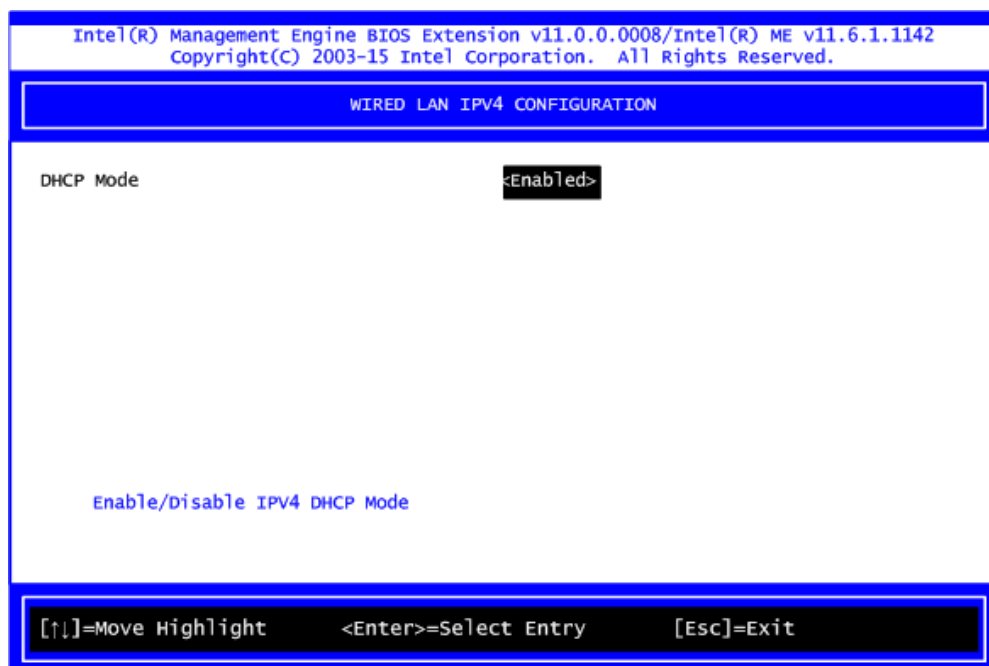 Intel(R) Management Engine BIOS Extension v11.0.0.0008/Intel(R) ME v11.6.1.1142
Copyright(C) 2003-15 Intel Corporation. All Rights Reserved.
WIRED LAN IPV4 CONFIGURATION
DHCP Mode <Enabled>
Enable/Disable IPV4 DHCP Mode
[↑↓]=Move Highlight <Enter>=Select Entry [Esc]=Exit